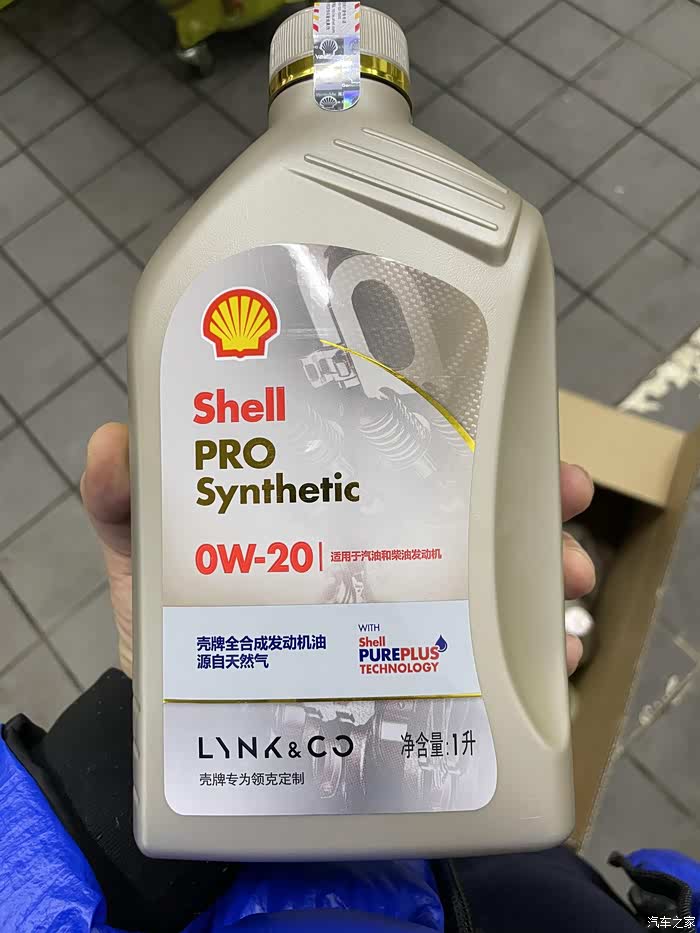 Shell
PRO
Synthetic
0W-20 适用于汽油和柴油发动机
壳牌全合成发动机油
源自天然气
WITH
Shell
PUREPLUS
TECHNOLOGY
LYNK & CO
净含量:1升
壳牌专为领克定制
汽车之家